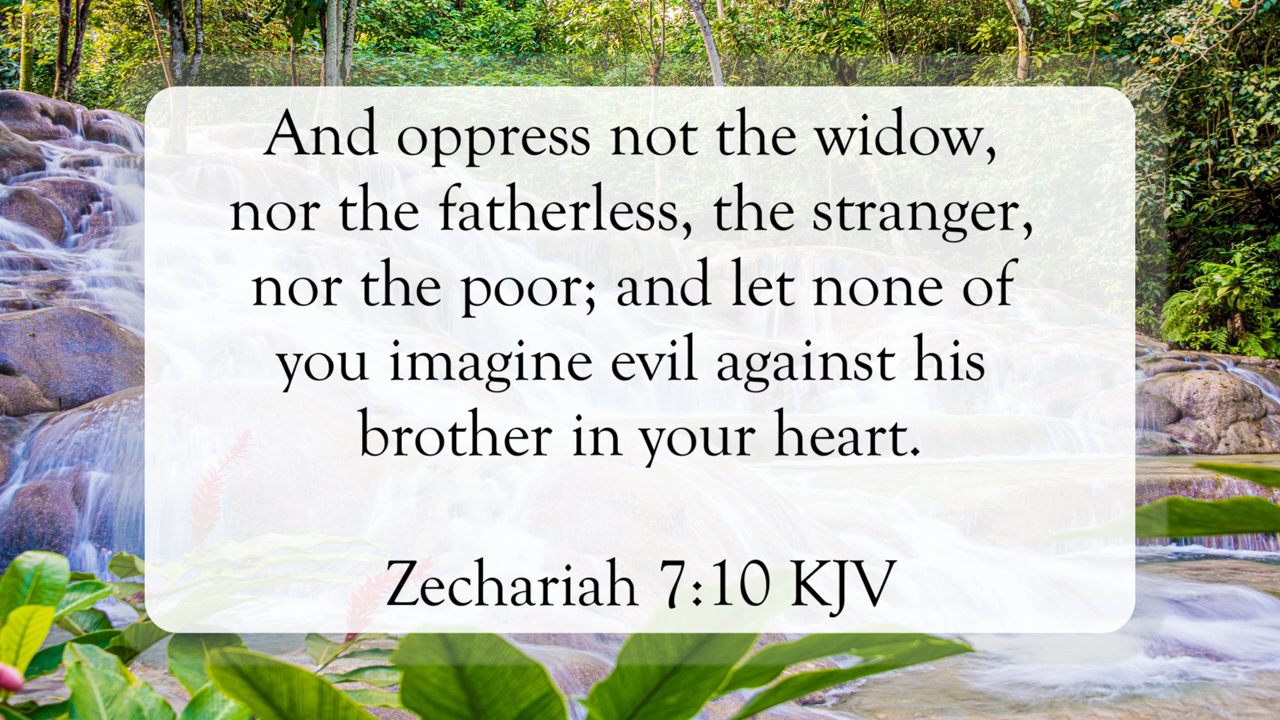 And oppress not the widow,
nor the fatherless, the stranger,
nor the poor; and let none of
you imagine evil against his
brother in your heart.
Zechariah 7:10 KJV